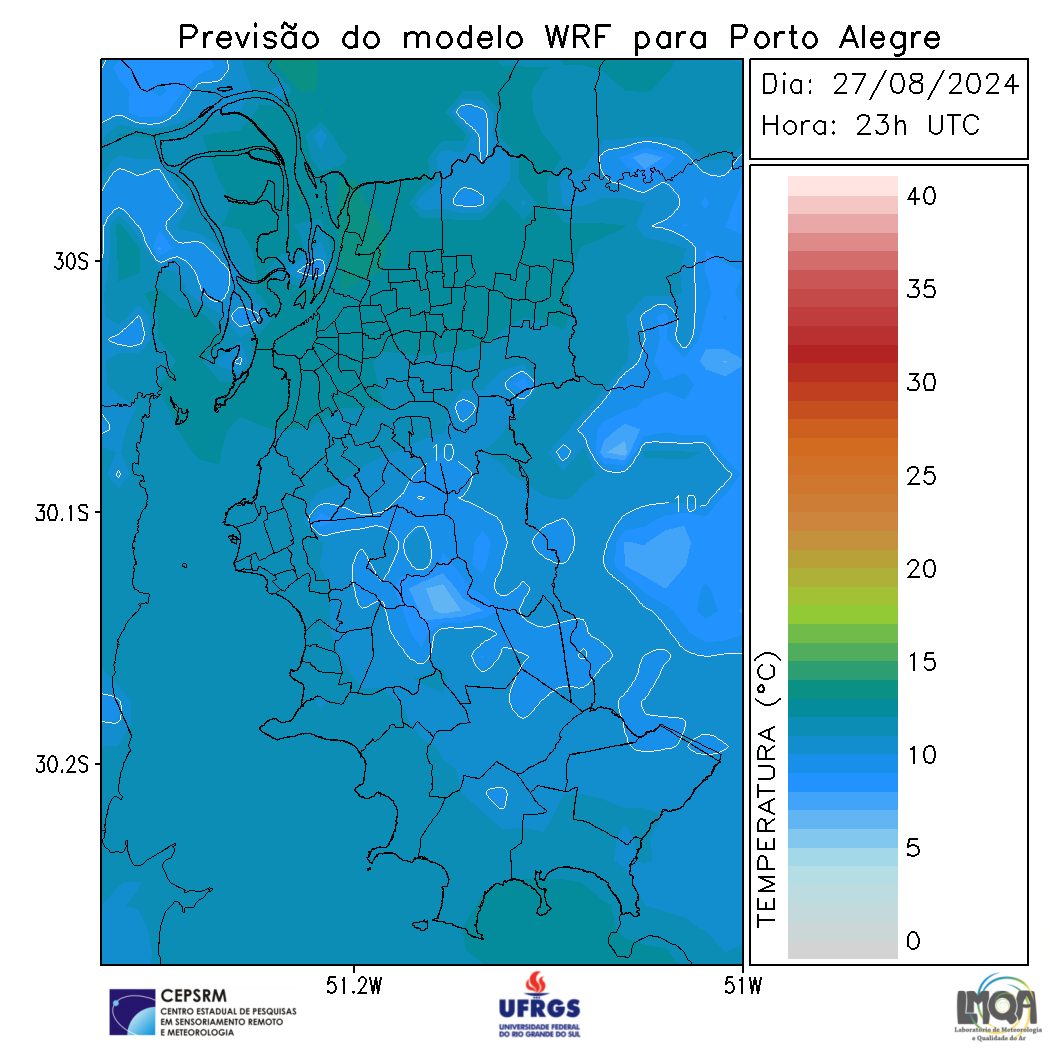 Previsão do modelo WRF para Porto Alegre
Dia: 27/08/2024
Hora: 23h UTC
40
35
30
25
20
15
10
5
0
TEMPERATURA (°C)
30S
30.1S
30.2S
10
10
51.2W
51W
CEPSRM
CENTRO ESTADUAL DE PESQUISAS
EM SENSORIAMENTO REMOTO
E METEOROLOGIA
UFRGS
UNIVERSIDADE FEDERAL
DO RIO GRANDE DO SUL
LMQA
Laboratório de Meteorologia
e Qualidade do Ar